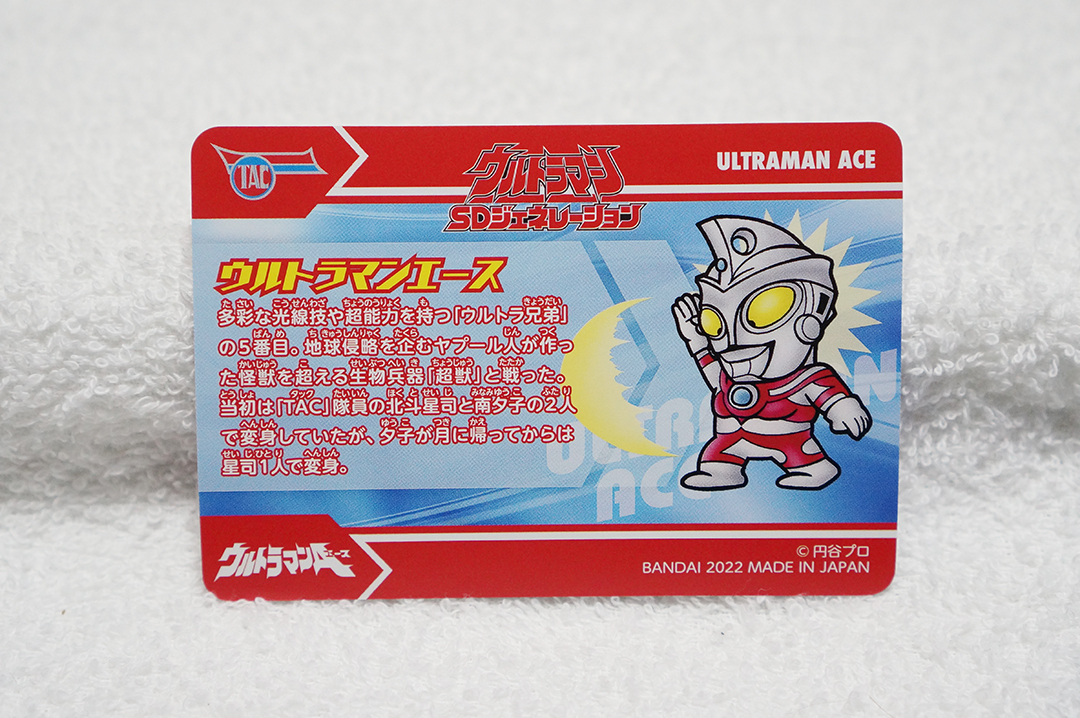 TAC
ウルトラマン
SDジェネレーション
ULTRAMAN ACE
ウルトラマンエース
多彩な光線技や超能力を持つ「ウルトラ兄弟」
の5番目。地球侵略を企むヤプール人が作っ
た怪獣を超える生物兵器「超獣」と戦った。
当初は「TAC」隊員の北斗星司と南夕子の2人
で変身していたが、夕子が月に帰ってからは
星司1人で変身。
ULTRAMAN
ACE
ウルトラマンA
エース
© 円谷プロ
BANDAI 2022 MADE IN JAPAN